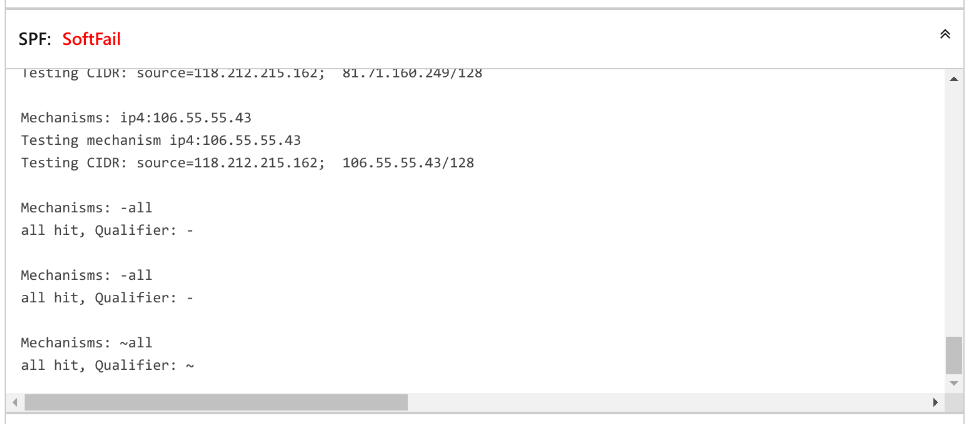 SPF: SoftFail
Testing CIDR: source=118.212.215.162;  81.71.160.249/128
Mechanisms: ip4:106.55.55.43
Testing mechanism ip4:106.55.55.43
Testing CIDR: source=118.212.215.162;  106.55.55.43/128
Mechanisms: -all
all hit, Qualifier: -
Mechanisms: -all
all hit, Qualifier: -
Mechanisms: ~all
all hit, Qualifier: ~